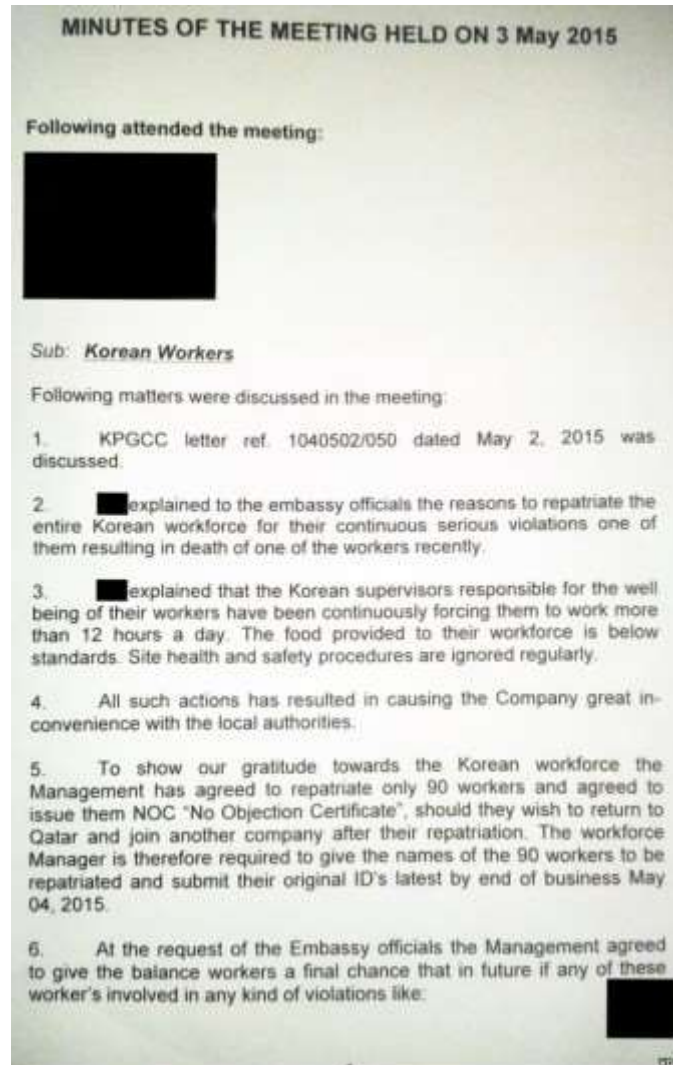 MINUTES OF THE MEETING HELD ON 3 May 2015
Following attended the meeting:
Sub: Korean Workers
Following matters were discussed in the meeting:
1. KPGCC letter ref. 1040502/050 dated May 2, 2015 was
discussed.
2. explained to the embassy officials the reasons to repatriate the
entire Korean workforce for their continuous serious violations one of
them resulting in death of one of the workers recently.
3. explained that the Korean supervisors responsible for the well
being of their workers have been continuously forcing them to work more
than 12 hours a day. The food provided to their workforce is below
standards. Site health and safety procedures are ignored regularly.
4. All such actions has resulted in causing the Company great in-
convenience with the local authorities.
5. To show our gratitude towards the Korean workforce the
Management has agreed to repatriate only 90 workers and agreed to
issue them NOC "No Objection Certificate", should they wish to return to
Qatar and join another company after their repatriation. The workforce
Manager is therefore required to give the names of the 90 workers to be
repatriated and submit their original ID's latest by end of business May
04, 2015.
6. At the request of the Embassy officials the Management agreed
to give the balance workers a final chance that in future if any of these
worker's involved in any kind of violations like: